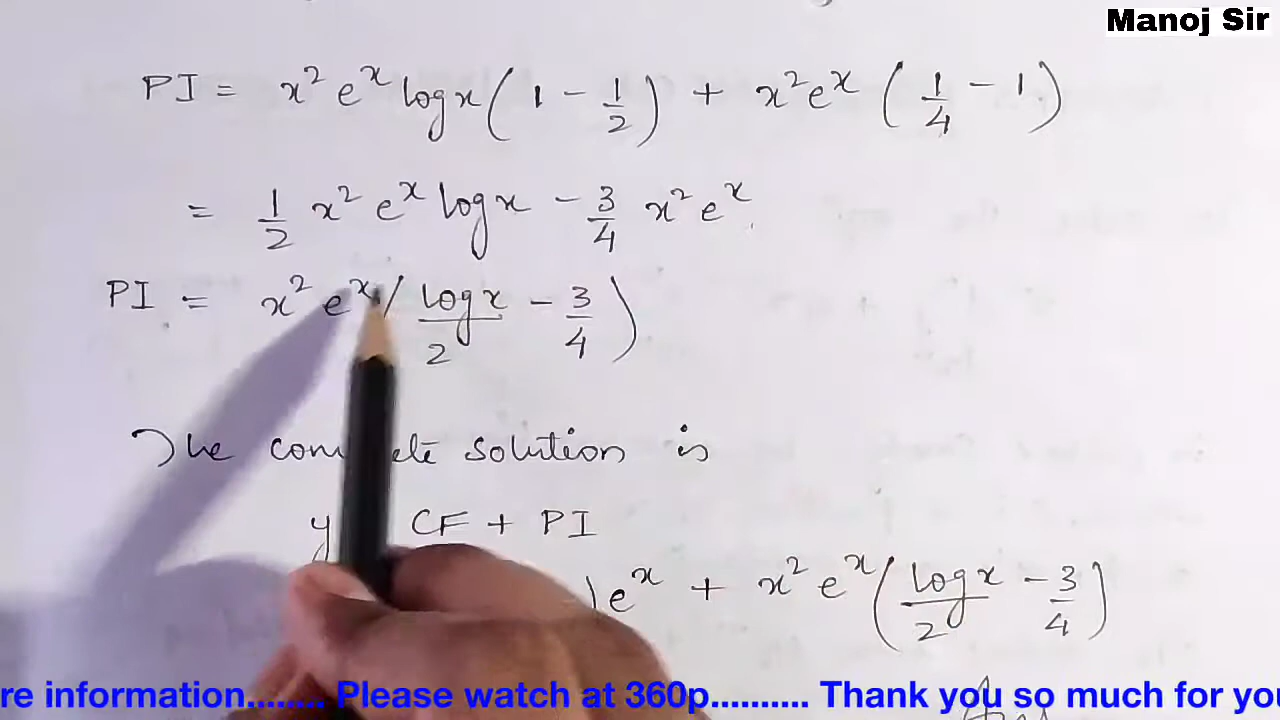 Manoj Sir
PI = x² eˣ log x (1 - 1/2) + x² eˣ (1/4 - 1)
= 1/2 x² eˣ log x - 3/4 x² eˣ
PI = x² eˣ ( log x / 2 - 3/4 )
The complete solution is
y CF + PI
) eˣ + x² eˣ ( log x / 2 - 3/4 )
re information........ Please watch at 360p.......... Thank you so much for yo